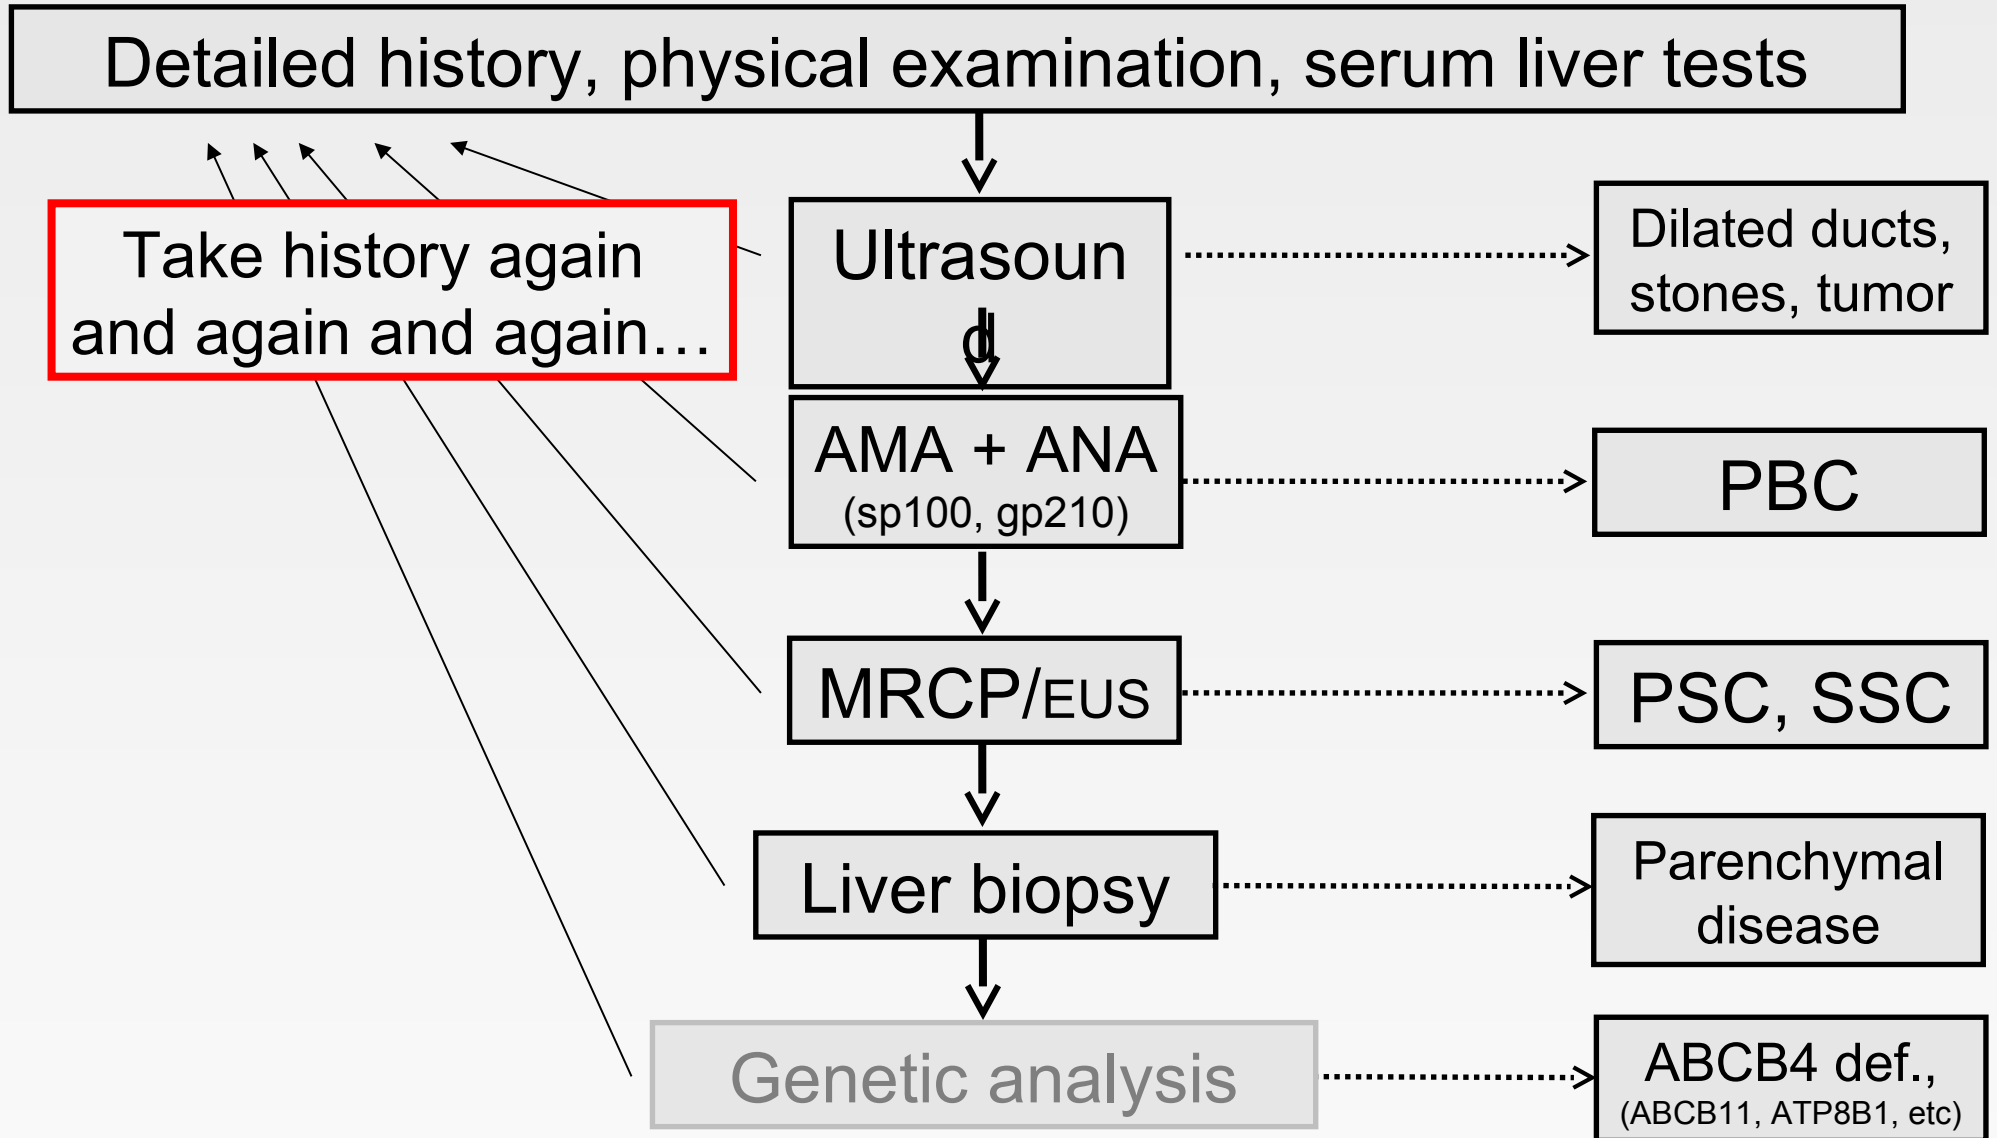 Detailed history, physical examination, serum liver tests
Take history again
and again and again…
Ultrasoun
d
Dilated ducts,
stones, tumor
AMA + ANA
(sp100, gp210)
PBC
MRCP/EUS
PSC, SSC
Liver biopsy
Parenchymal
disease
Genetic analysis
ABCB4 def.,
(ABCB11, ATP8B1, etc)